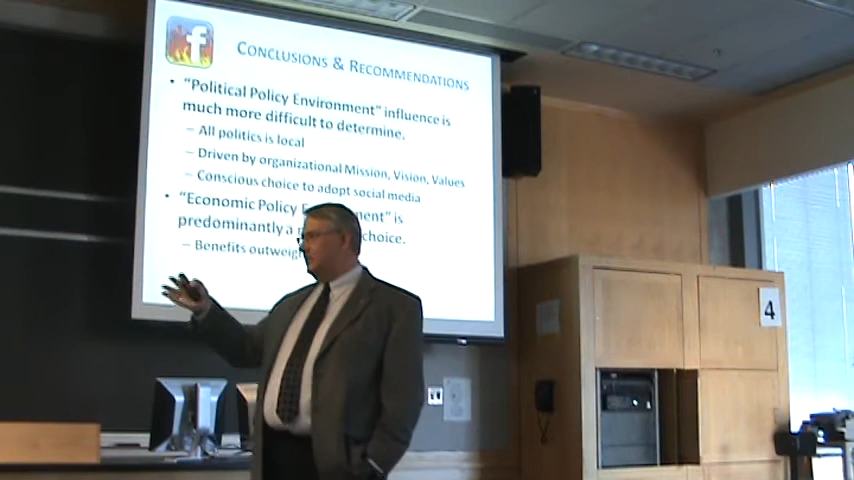 f
CONCLUSIONS & RECOMMENDATIONS
• "Political Policy Environment" influence is
much more difficult to determine.
– All politics is local
– Driven by organizational Mission, Vision, Values
– Conscious choice to adopt social media
• "Economic Policy is
predominantly a choice.
– Benefits
4